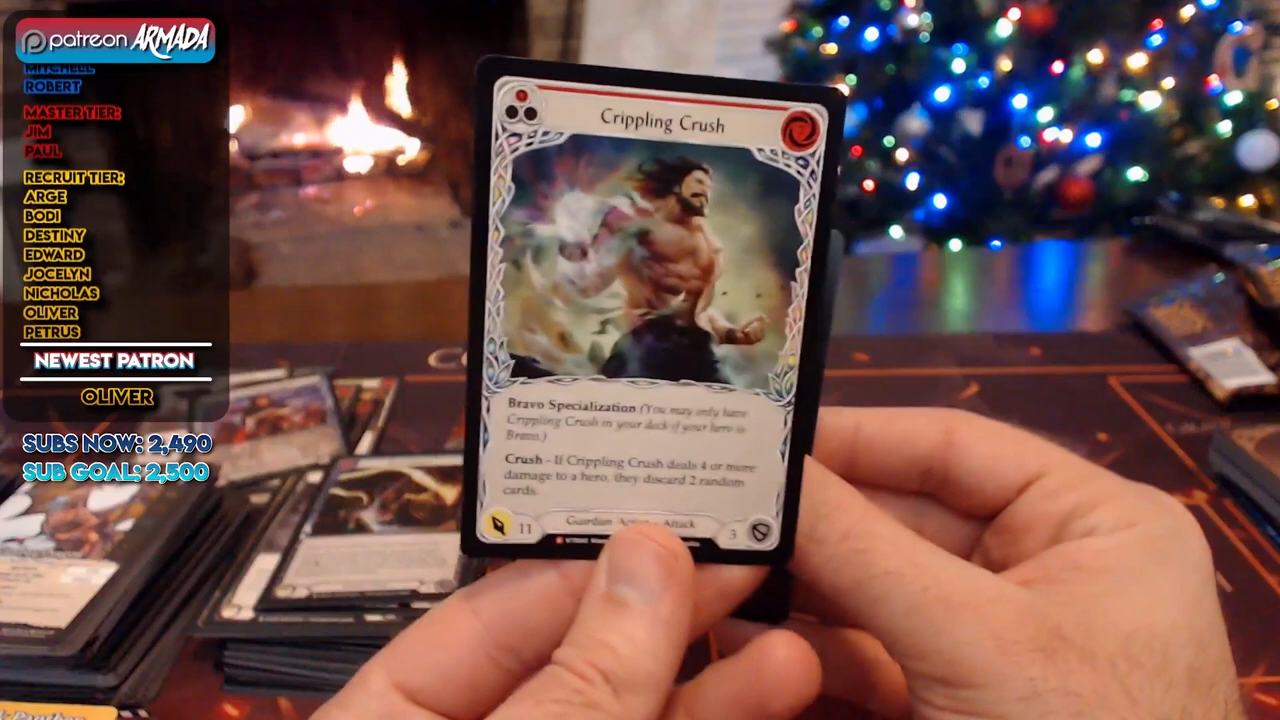 patreon ARMADA
MITCHELL
ROBERT
MASTER TIER:
JIM
PAUL
RECRUIT TIER:
ARGE
BODI
DESTINY
EDWARD
JOCELYN
NICHOLAS
OLIVER
PETRUS
NEWEST PATRON
OLIVER
SUBS NOW: 2,490
SUB GOAL: 2,500
Crippling Crush
Bravo Specialization (You may only have
Crippling Crush in your deck if your hero is
Bravo.)
Crush - If Crippling Crush deals 4 or more
damage to a hero, they discard 2 random
cards.
11
Guardian Action - Attack
3